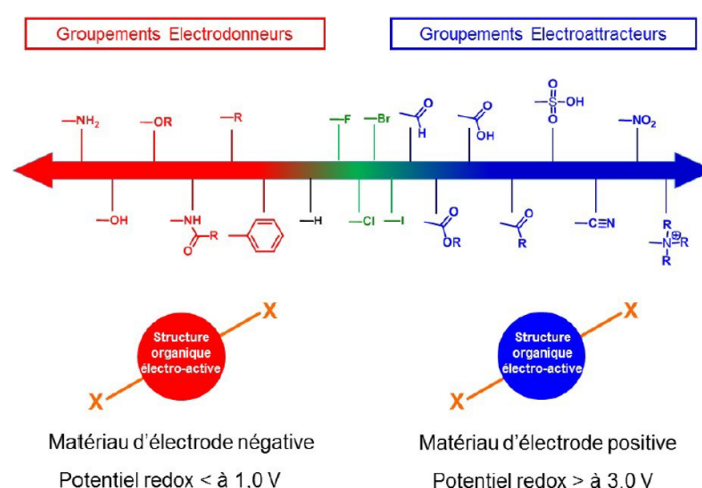 Groupements Electrodonneurs
Groupements Electroattracteurs
—NH₂
—OR
—R
—F
—Br
O
H
O
OH
O
S—OH
O
—NO₂
—OH
—NH
O
R
—H
—Cl
—I
O
OR
O
R
—C≡N
R
—N—R
⊕
R
X
Structure
organique
électro-active
X
X
Structure
organique
électro-active
X
Matériau d'électrode négative
Matériau d'électrode positive
Potentiel redox < à 1,0 V
Potentiel redox > à 3,0 V